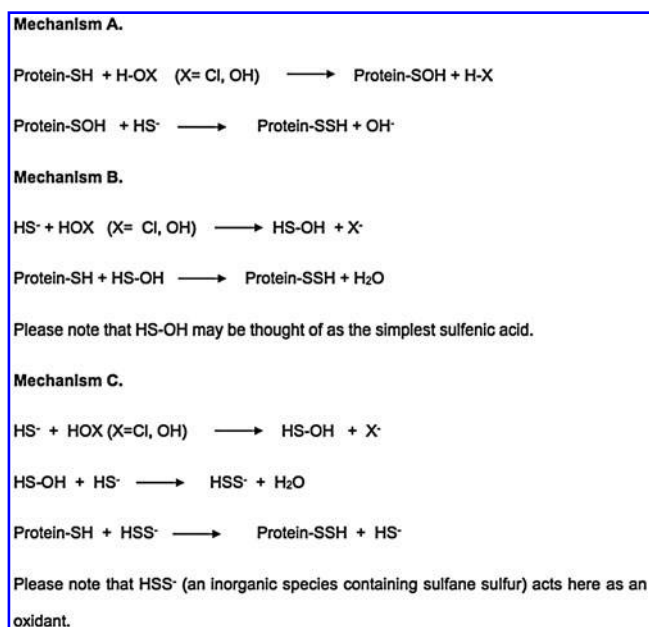 Mechanism A.
Protein-SH + H-OX (X= Cl, OH) ⟶ Protein-SOH + H-X
Protein-SOH + HS⁻ ⟶ Protein-SSH + OH⁻
Mechanism B.
HS⁻ + HOX (X= Cl, OH) ⟶ HS-OH + X⁻
Protein-SH + HS-OH ⟶ Protein-SSH + H₂O
Please note that HS-OH may be thought of as the simplest sulfenic acid.
Mechanism C.
HS⁻ + HOX (X=Cl, OH) ⟶ HS-OH + X⁻
HS-OH + HS⁻ ⟶ HSS⁻ + H₂O
Protein-SH + HSS⁻ ⟶ Protein-SSH + HS⁻
Please note that HSS⁻ (an inorganic species containing sulfane sulfur) acts here as an
oxidant.